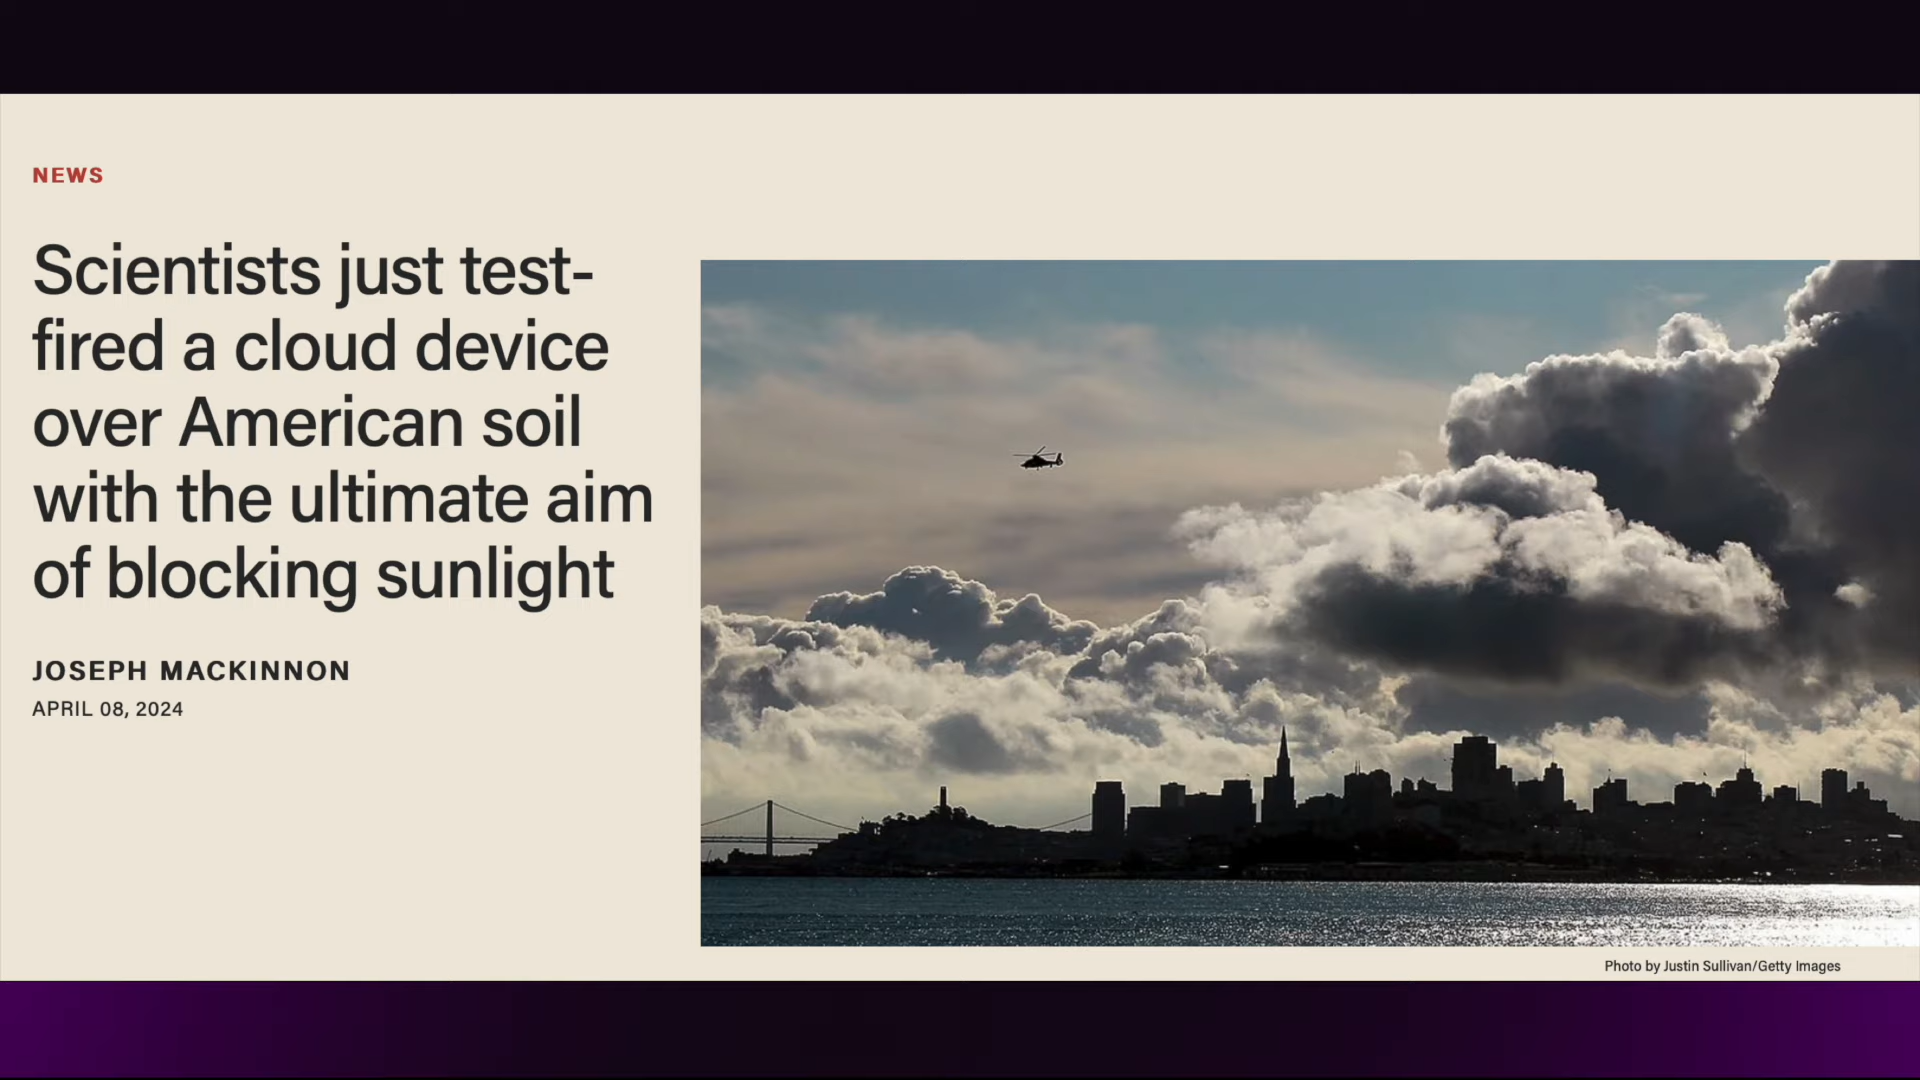 NEWS
Scientists just test-
fired a cloud device
over American soil
with the ultimate aim
of blocking sunlight
JOSEPH MACKINNON
APRIL 08, 2024
Photo by Justin Sullivan/Getty Images